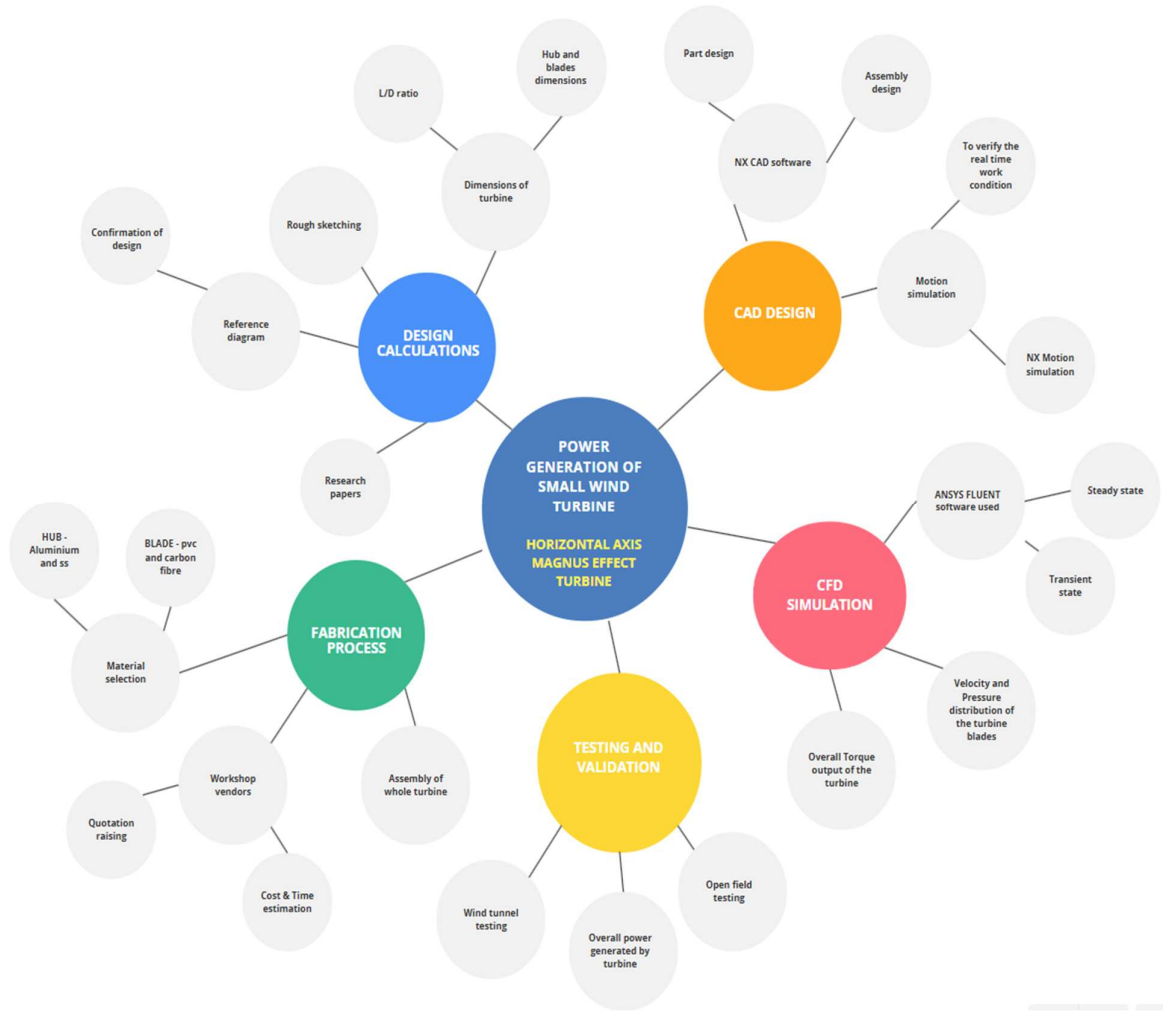 POWER
GENERATION OF
SMALL WIND
TURBINE
HORIZONTAL AXIS
MAGNUS EFFECT
TURBINE
DESIGN
CALCULATIONS
Dimensions of
turbine
L/D ratio
Hub and
blades
dimensions
Rough sketching
Reference
diagram
Confirmation of
design
Research
papers
CAD DESIGN
NX CAD software
Part design
Assembly
design
Motion
simulation
To verify the
real time
work
condition
NX Motion
simulation
CFD
SIMULATION
ANSYS FLUENT
software used
Steady state
Transient
state
Velocity and
Pressure
distribution of
the turbine
blades
Overall Torque
output of the
turbine
TESTING AND
VALIDATION
Open field
testing
Overall power
generated by
turbine
Wind tunnel
testing
FABRICATION
PROCESS
Material
selection
HUB -
Aluminium
and ss
BLADE - pvc
and carbon
fibre
Workshop
vendors
Quotation
raising
Cost & Time
estimation
Assembly of
whole turbine